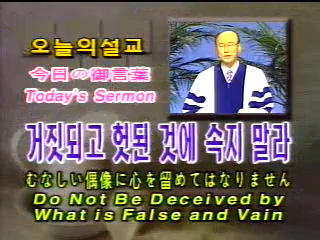 오늘의설교
今日の御言葉
Today's Sermon
거짓되고 헛된 것에 속지 말라
むなしい偶像に心を留めてはなりません
Do Not Be Deceived by
What is False and Vain